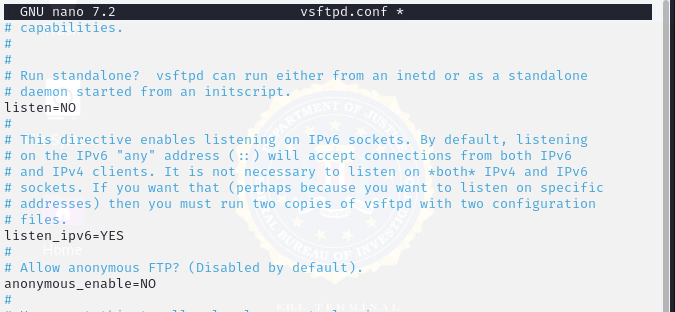 GNU nano 7.2 vsftpd.conf *
# capabilities.
#
#
# Run standalone?  vsftpd can run either from an inetd or as a standalone
# daemon started from an initscript.
listen=NO
#
# This directive enables listening on IPv6 sockets. By default, listening
# on the IPv6 "any" address (::) will accept connections from both IPv6
# and IPv4 clients. It is not necessary to listen on *both* IPv4 and IPv6
# sockets. If you want that (perhaps because you want to listen on specific
# addresses) then you must run two copies of vsftpd with two configuration
# files.
listen_ipv6=YES
Home
#
# Allow anonymous FTP? (Disabled by default).
anonymous_enable=NO
#